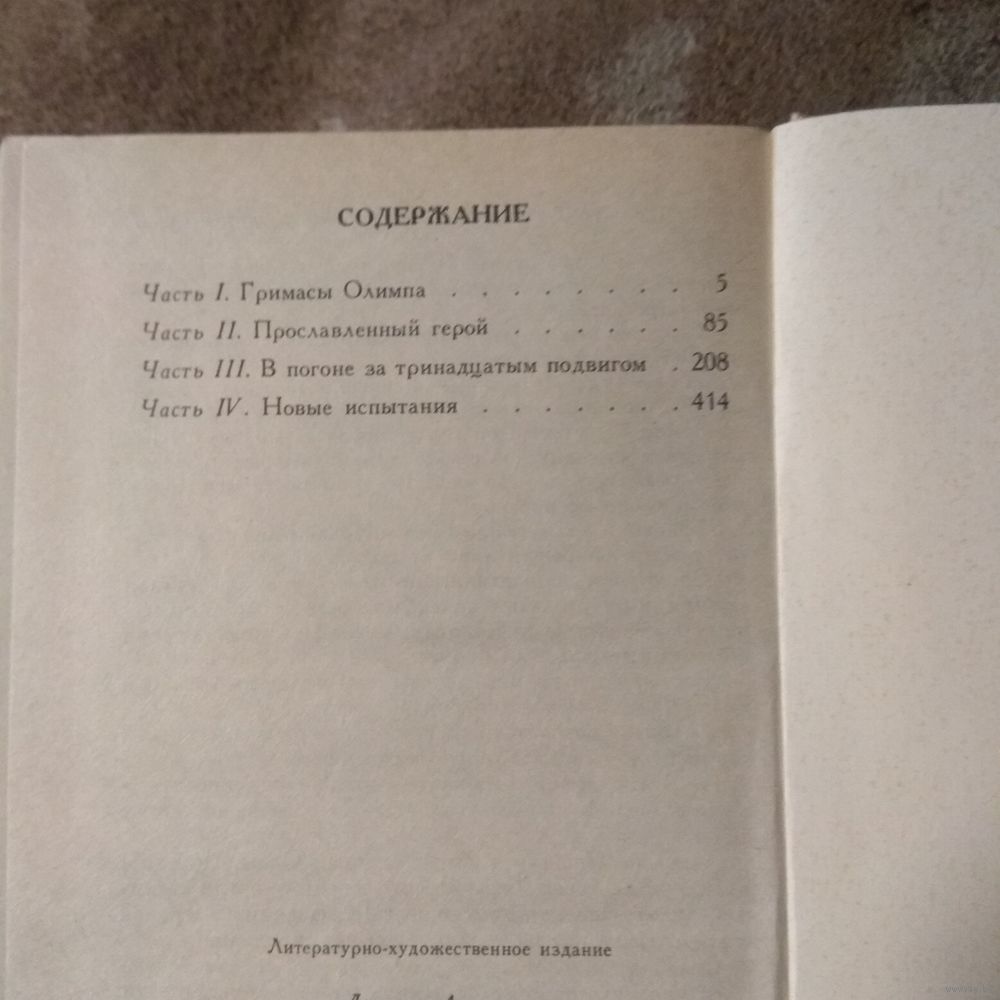 СОДЕРЖАНИЕ
Часть I. Гримасы Олимпа . . . . . . . . 5
Часть II. Прославленный герой . . . . . . 85
Часть III. В погоне за тринадцатым подвигом . 208
Часть IV. Новые испытания . . . . . . . 414
Литературно-художественное издание